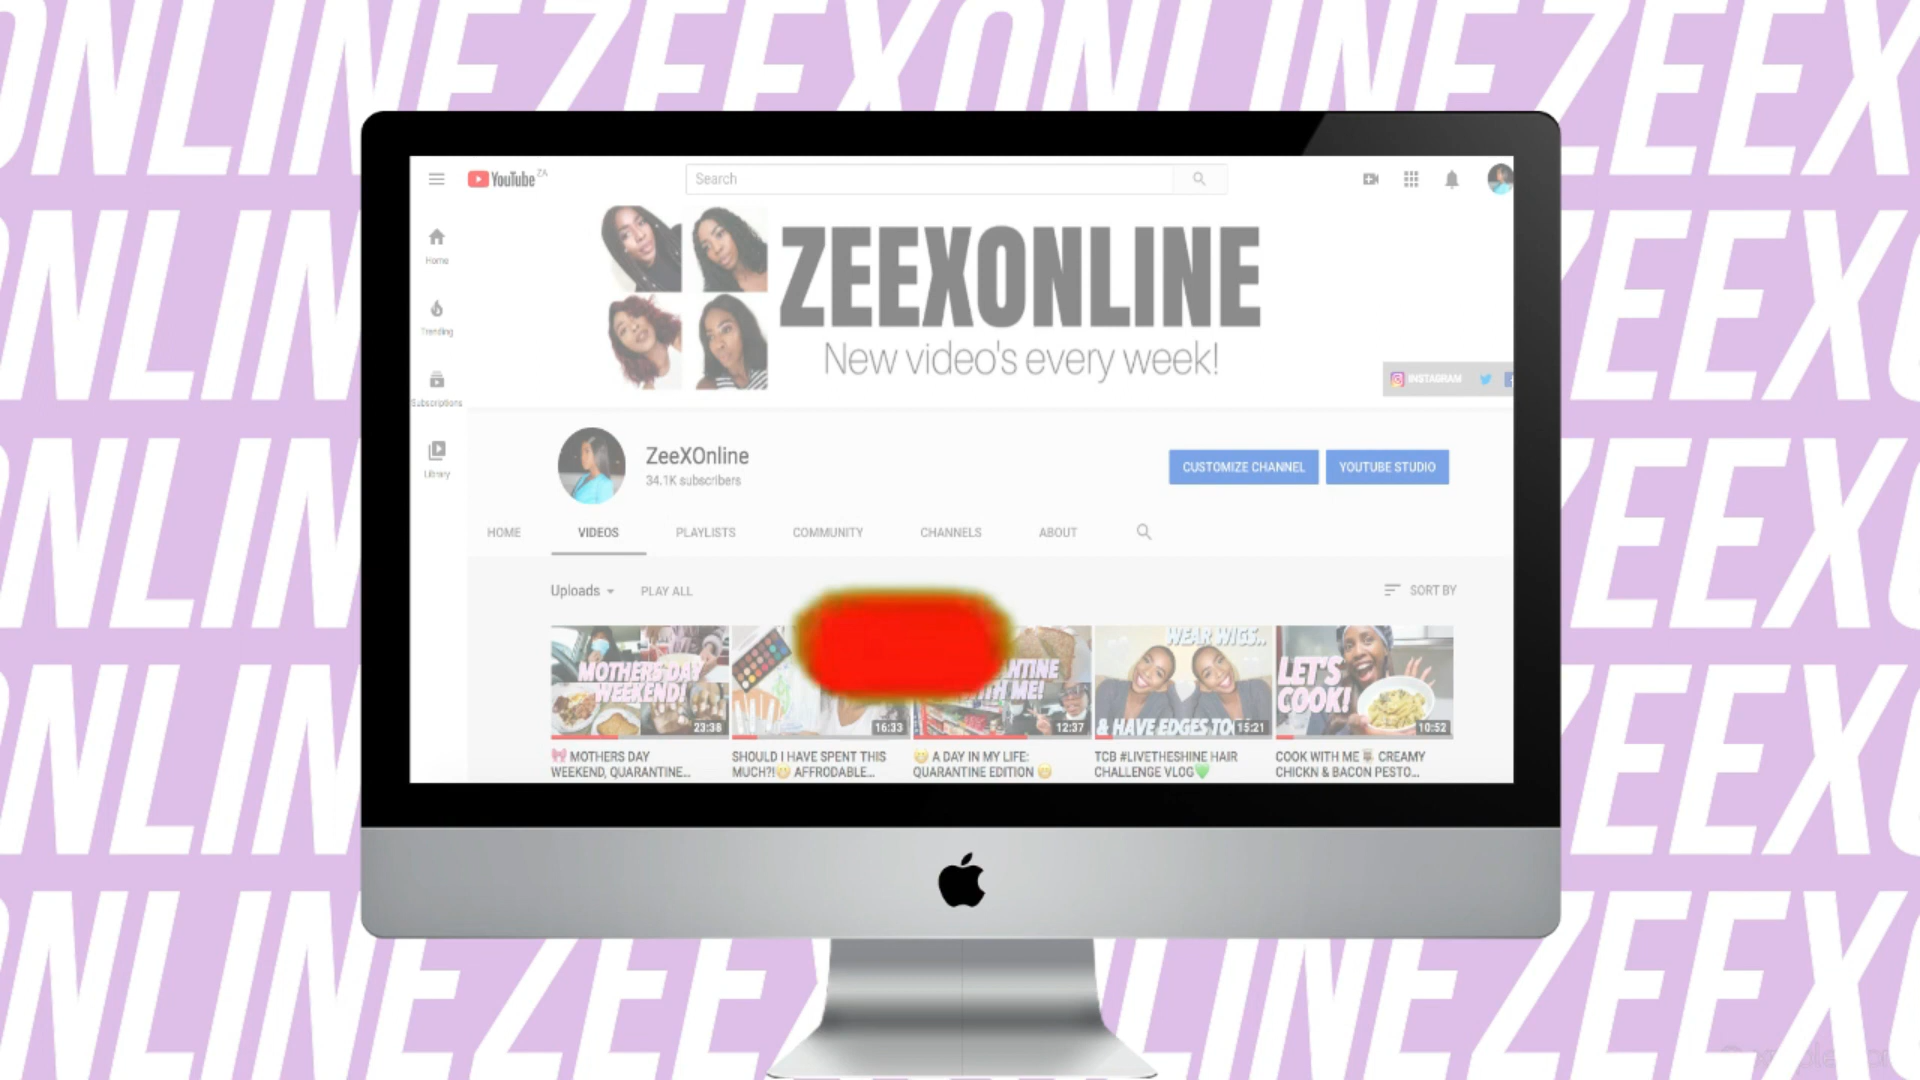 ONLINEZEEXONLINEZEEX
YouTube ZA
Search
Home
Trending
Subscriptions
Library
ZEEXONLINE
New video's every week!
INSTAGRAM
ZeeXOnline
34.1K subscribers
CUSTOMIZE CHANNEL
YOUTUBE STUDIO
HOME VIDEOS PLAYLISTS COMMUNITY CHANNELS ABOUT
Uploads PLAY ALL
SORT BY
MOTHERS DAY
WEEKEND!
23:38
16:33
ME!
12:37
WEAR WIGS..
& HAVE EDGES TO
15:21
LET'S
COOK!
10:52
🎀 MOTHERS DAY
WEEKEND, QUARANTINE...
SHOULD I HAVE SPENT THIS
MUCH?! AFFRODABLE...
A DAY IN MY LIFE:
QUARANTINE EDITION
TCB #LIVETHESHINE HAIR
CHALLENGE VLOG💚
COOK WITH ME CREAMY
CHICKN & BACON PESTO...
ONLINEZEEXONLINEZEEX